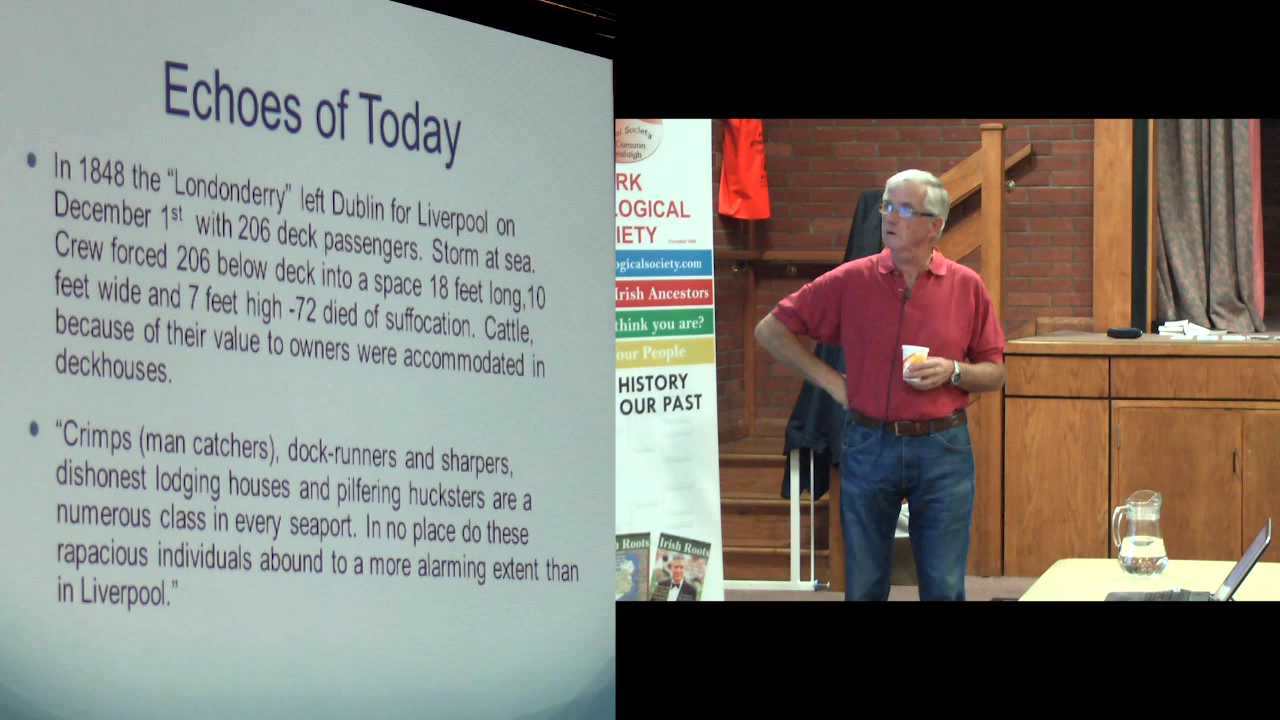 Echoes of Today
In 1848 the “Londonderry” left Dublin for Liverpool on
December 1st with 206 deck passengers. Storm at sea.
Crew forced 206 below deck into a space 18 feet long,10
feet wide and 7 feet high -72 died of suffocation. Cattle,
because of their value to owners were accommodated in
deckhouses.
“Crimps (man catchers), dock-runners and sharpers,
dishonest lodging houses and pilfering hucksters are a
numerous class in every seaport. In no place do these
rapacious individuals abound to a more alarming extent than
in Liverpool.”
al Society
Cumann
ealaigh
RK
LOGICAL
IETY
ogicalsociety.com
Irish Ancestors
think you are?
our People
HISTORY
OUR PAST
h Roots
Irish Roots